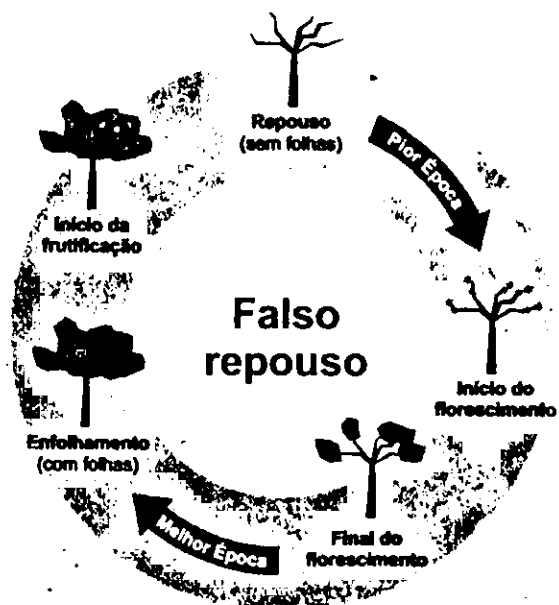 Repouso
(sem folhas)
Pior Época
Início da
frutificação
Falso
repouso
Início do
florescimento
Enfolhamento
(com folhas)
Melhor Época
Final do
florescimento